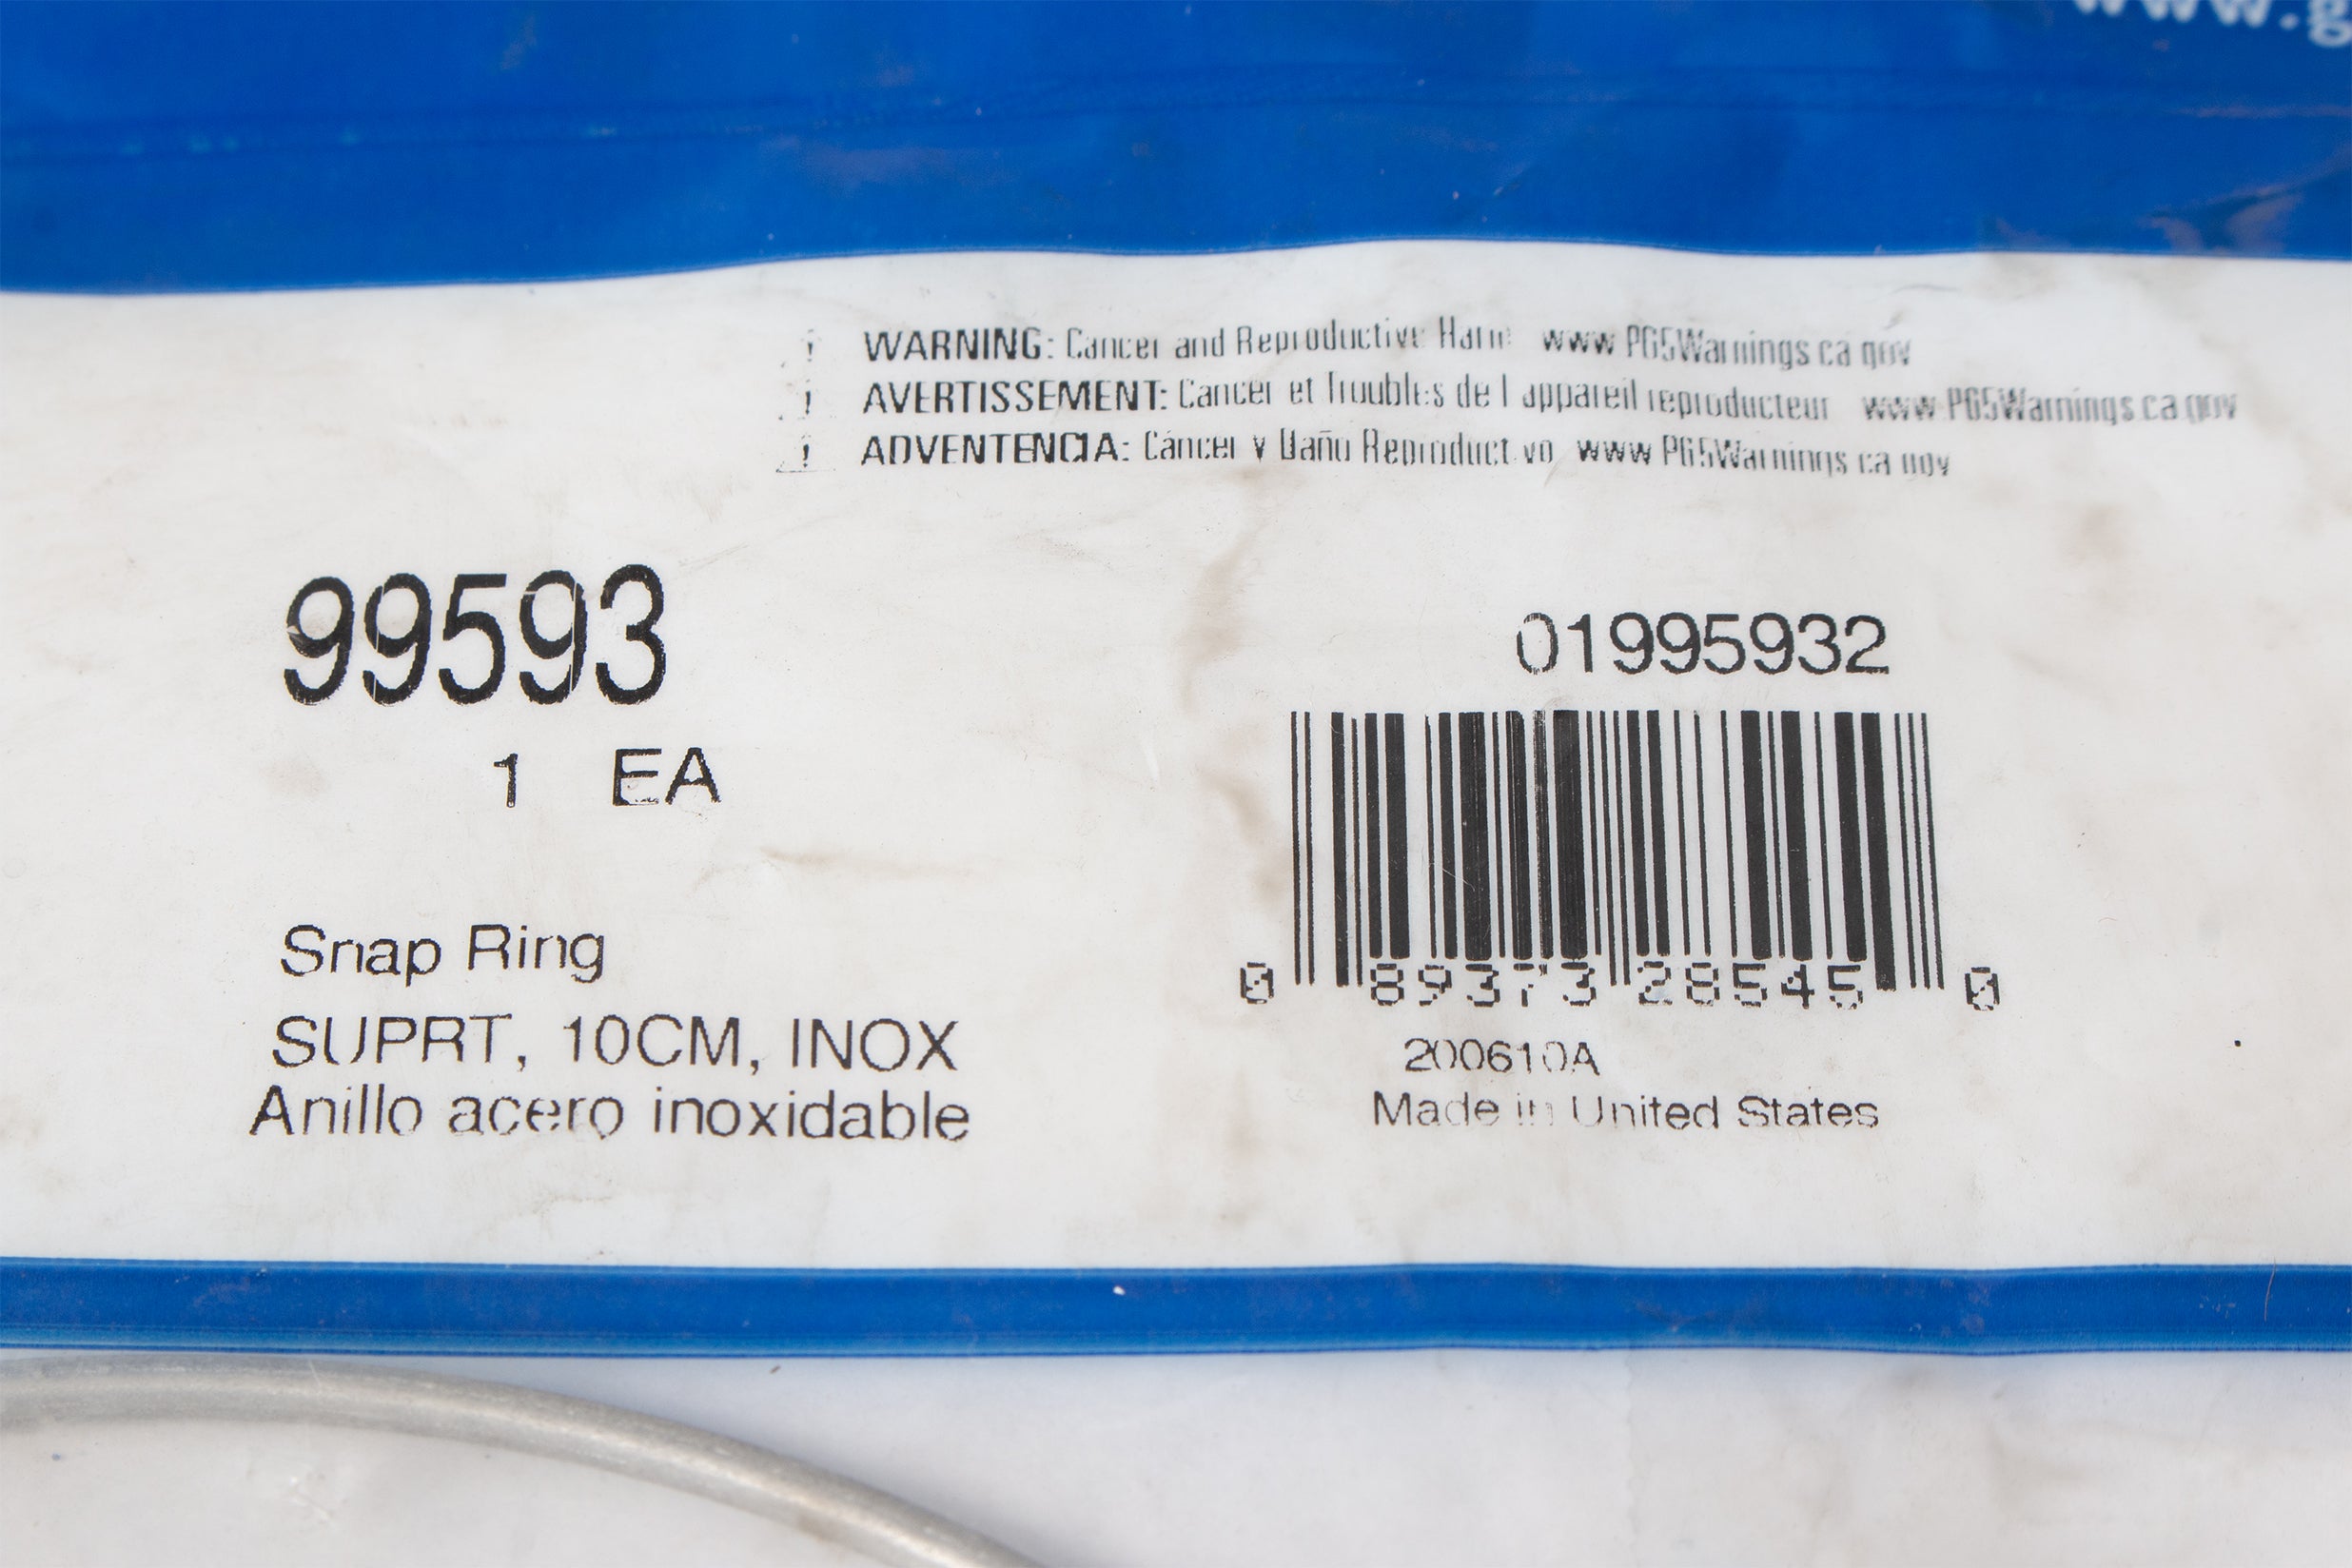 www.g
WARNING: Cancer and Reproductive Harm www.P65Warnings.ca.gov
AVERTISSEMENT: Cancer et Troubles de l appareil reproducteur www.P65Warnings.ca.gov
ADVENTENCIA: Cáncer y Daño Reproductivo www.P65Warnings.ca.gov
99593
1 EA
01995932
0 89373 28545 0
Snap Ring
SUPRT, 10CM, INOX
Anillo acero inoxidable
200610A
Made in United States